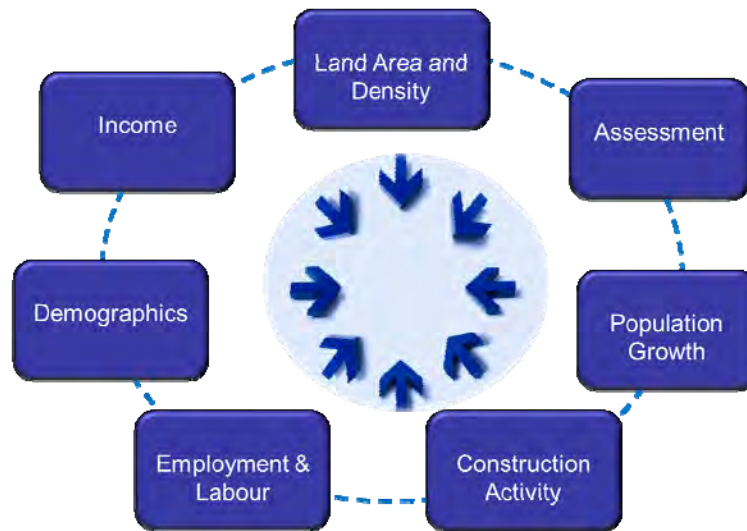 Land Area and
Density
Assessment
Population
Growth
Construction
Activity
Employment &
Labour
Demographics
Income